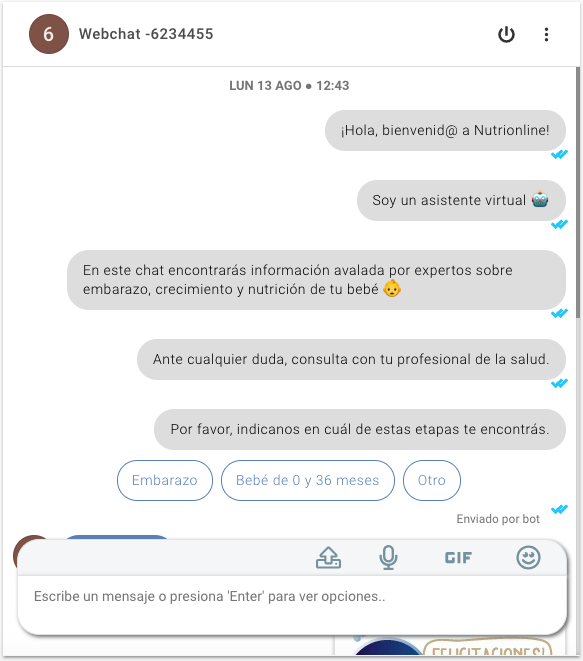 6 Webchat -6234455
LUN 13 AGO ● 12:43
¡Hola, bienvenid@ a Nutrionline!
Soy un asistente virtual 🤖
En este chat encontrarás información avalada por expertos sobre
embarazo, crecimiento y nutrición de tu bebé 👶
Ante cualquier duda, consulta con tu profesional de la salud.
Por favor, indicanos en cuál de estas etapas te encontrás.
Embarazo Bebé de 0 y 36 meses Otro
Enviado por bot
GIF
Escribe un mensaje o presiona 'Enter' para ver opciones..
¡FELICITACIONES!